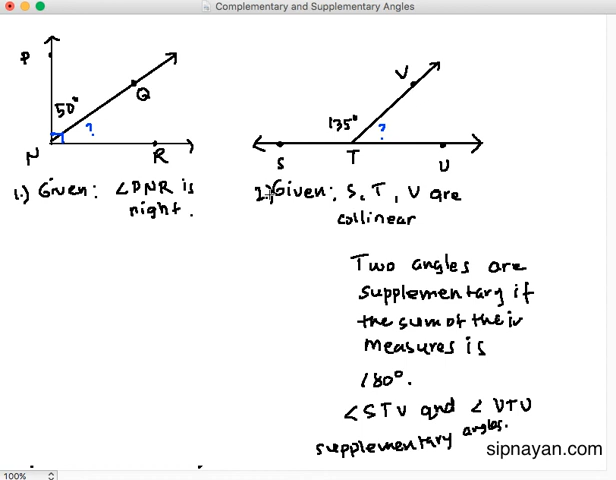 Complementary and Supplementary Angles
P
50°
Q
?
N
R
V
135°
?
S
T
U
1.) Given: ∠PNR is
right.
2.) Given: S, T, U are
collinear
Two angles are
supplementary if
the sum of their
measures is
180°.
∠STV and ∠VTU
supplementary angles.
sipnayan.com
100%